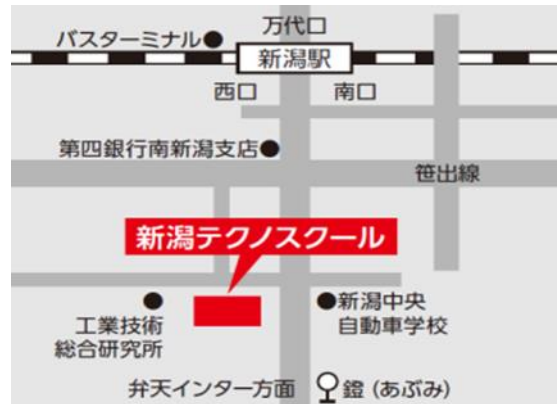 万代口
バスターミナル
新潟駅
西口
南口
第四銀行南新潟支店
笹出線
新潟テクノスクール
工業技術
総合研究所
新潟中央
自動車学校
弁天インター方面
鐙 (あぶみ)